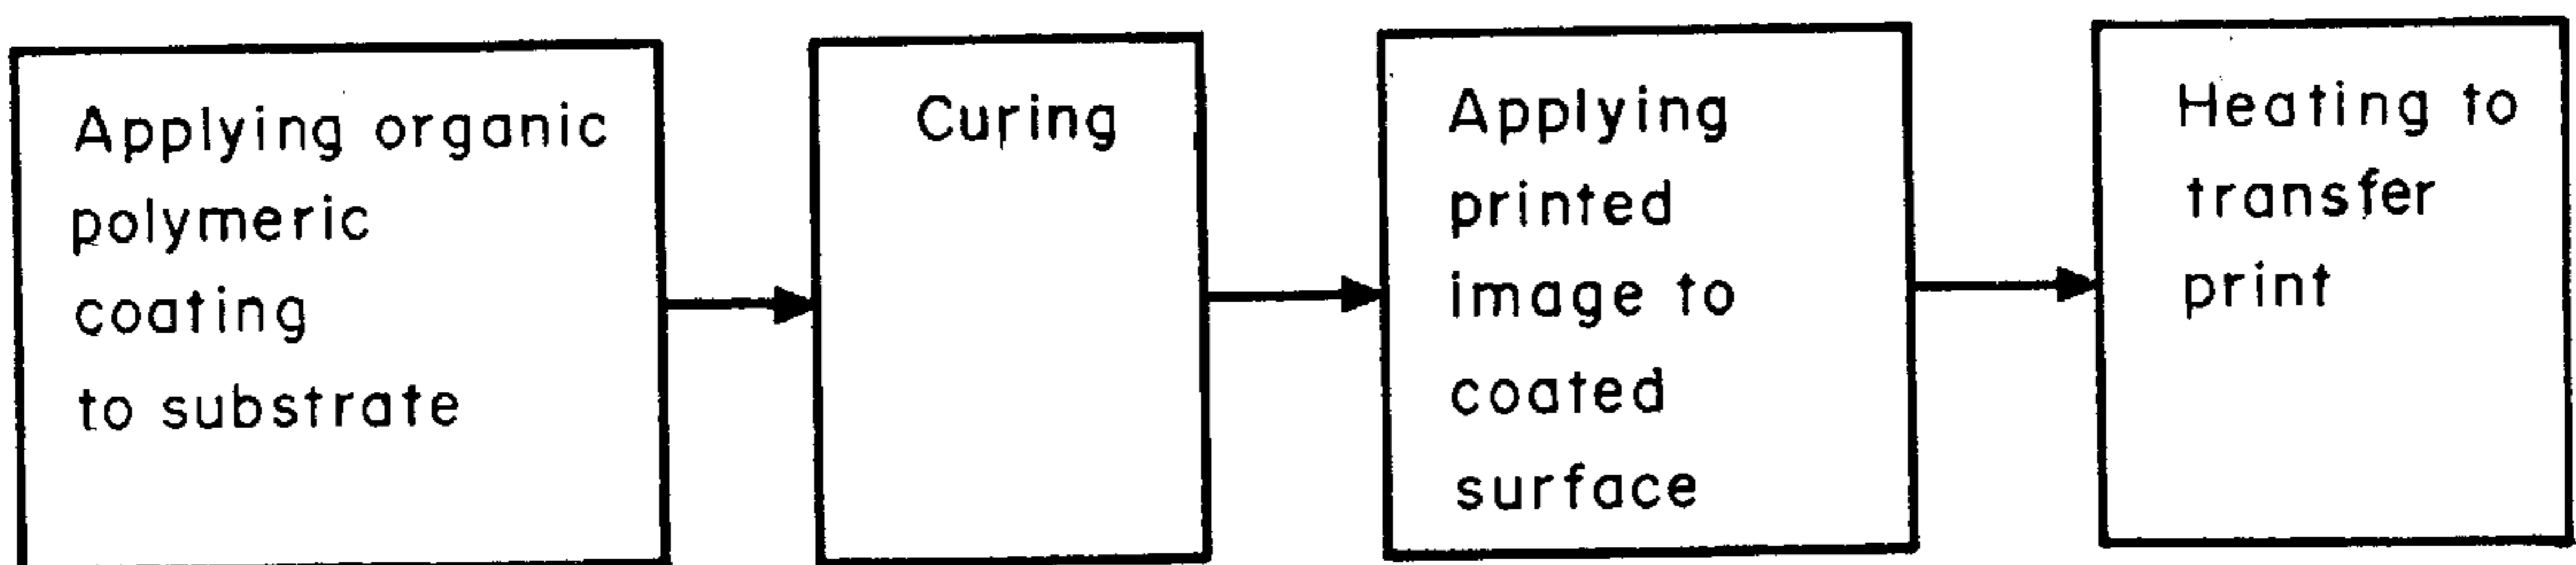 Applying organic
polymeric
coating
to substrate
Curing
Applying
printed
image to
coated
surface
Heating to
transfer
print